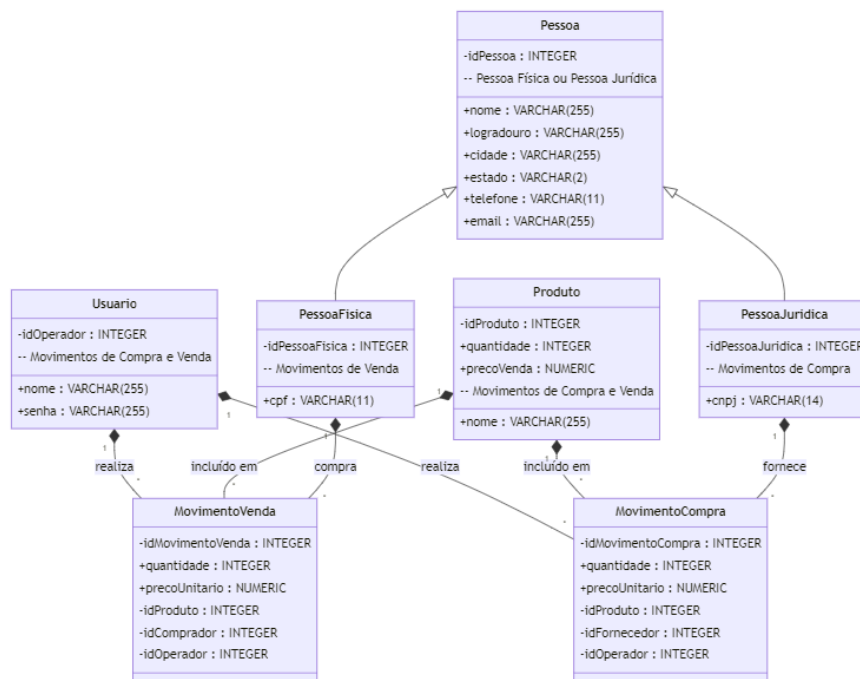 Pessoa
-idPessoa : INTEGER
-- Pessoa Física ou Pessoa Jurídica
+nome : VARCHAR(255)
+logradouro : VARCHAR(255)
+cidade : VARCHAR(255)
+estado : VARCHAR(2)
+telefone : VARCHAR(11)
+email : VARCHAR(255)
Usuario
-idOperador : INTEGER
-- Movimentos de Compra e Venda
+nome : VARCHAR(255)
+senha : VARCHAR(255)
PessoaFisica
-idPessoaFisica : INTEGER
-- Movimentos de Venda
+cpf : VARCHAR(11)
Produto
-idProduto : INTEGER
+quantidade : INTEGER
+precoVenda : NUMERIC
-- Movimentos de Compra e Venda
+nome : VARCHAR(255)
PessoaJuridica
-idPessoaJuridica : INTEGER
-- Movimentos de Compra
+cnpj : VARCHAR(14)
1
1
1
1
1
1
realiza
incluído em
compra
realiza
incluído em
fornece
MovimentoVenda
-idMovimentoVenda : INTEGER
+quantidade : INTEGER
+precoUnitario : NUMERIC
-idProduto : INTEGER
-idComprador : INTEGER
-idOperador : INTEGER
MovimentoCompra
-idMovimentoCompra : INTEGER
+quantidade : INTEGER
+precoUnitario : NUMERIC
-idProduto : INTEGER
-idFornecedor : INTEGER
-idOperador : INTEGER